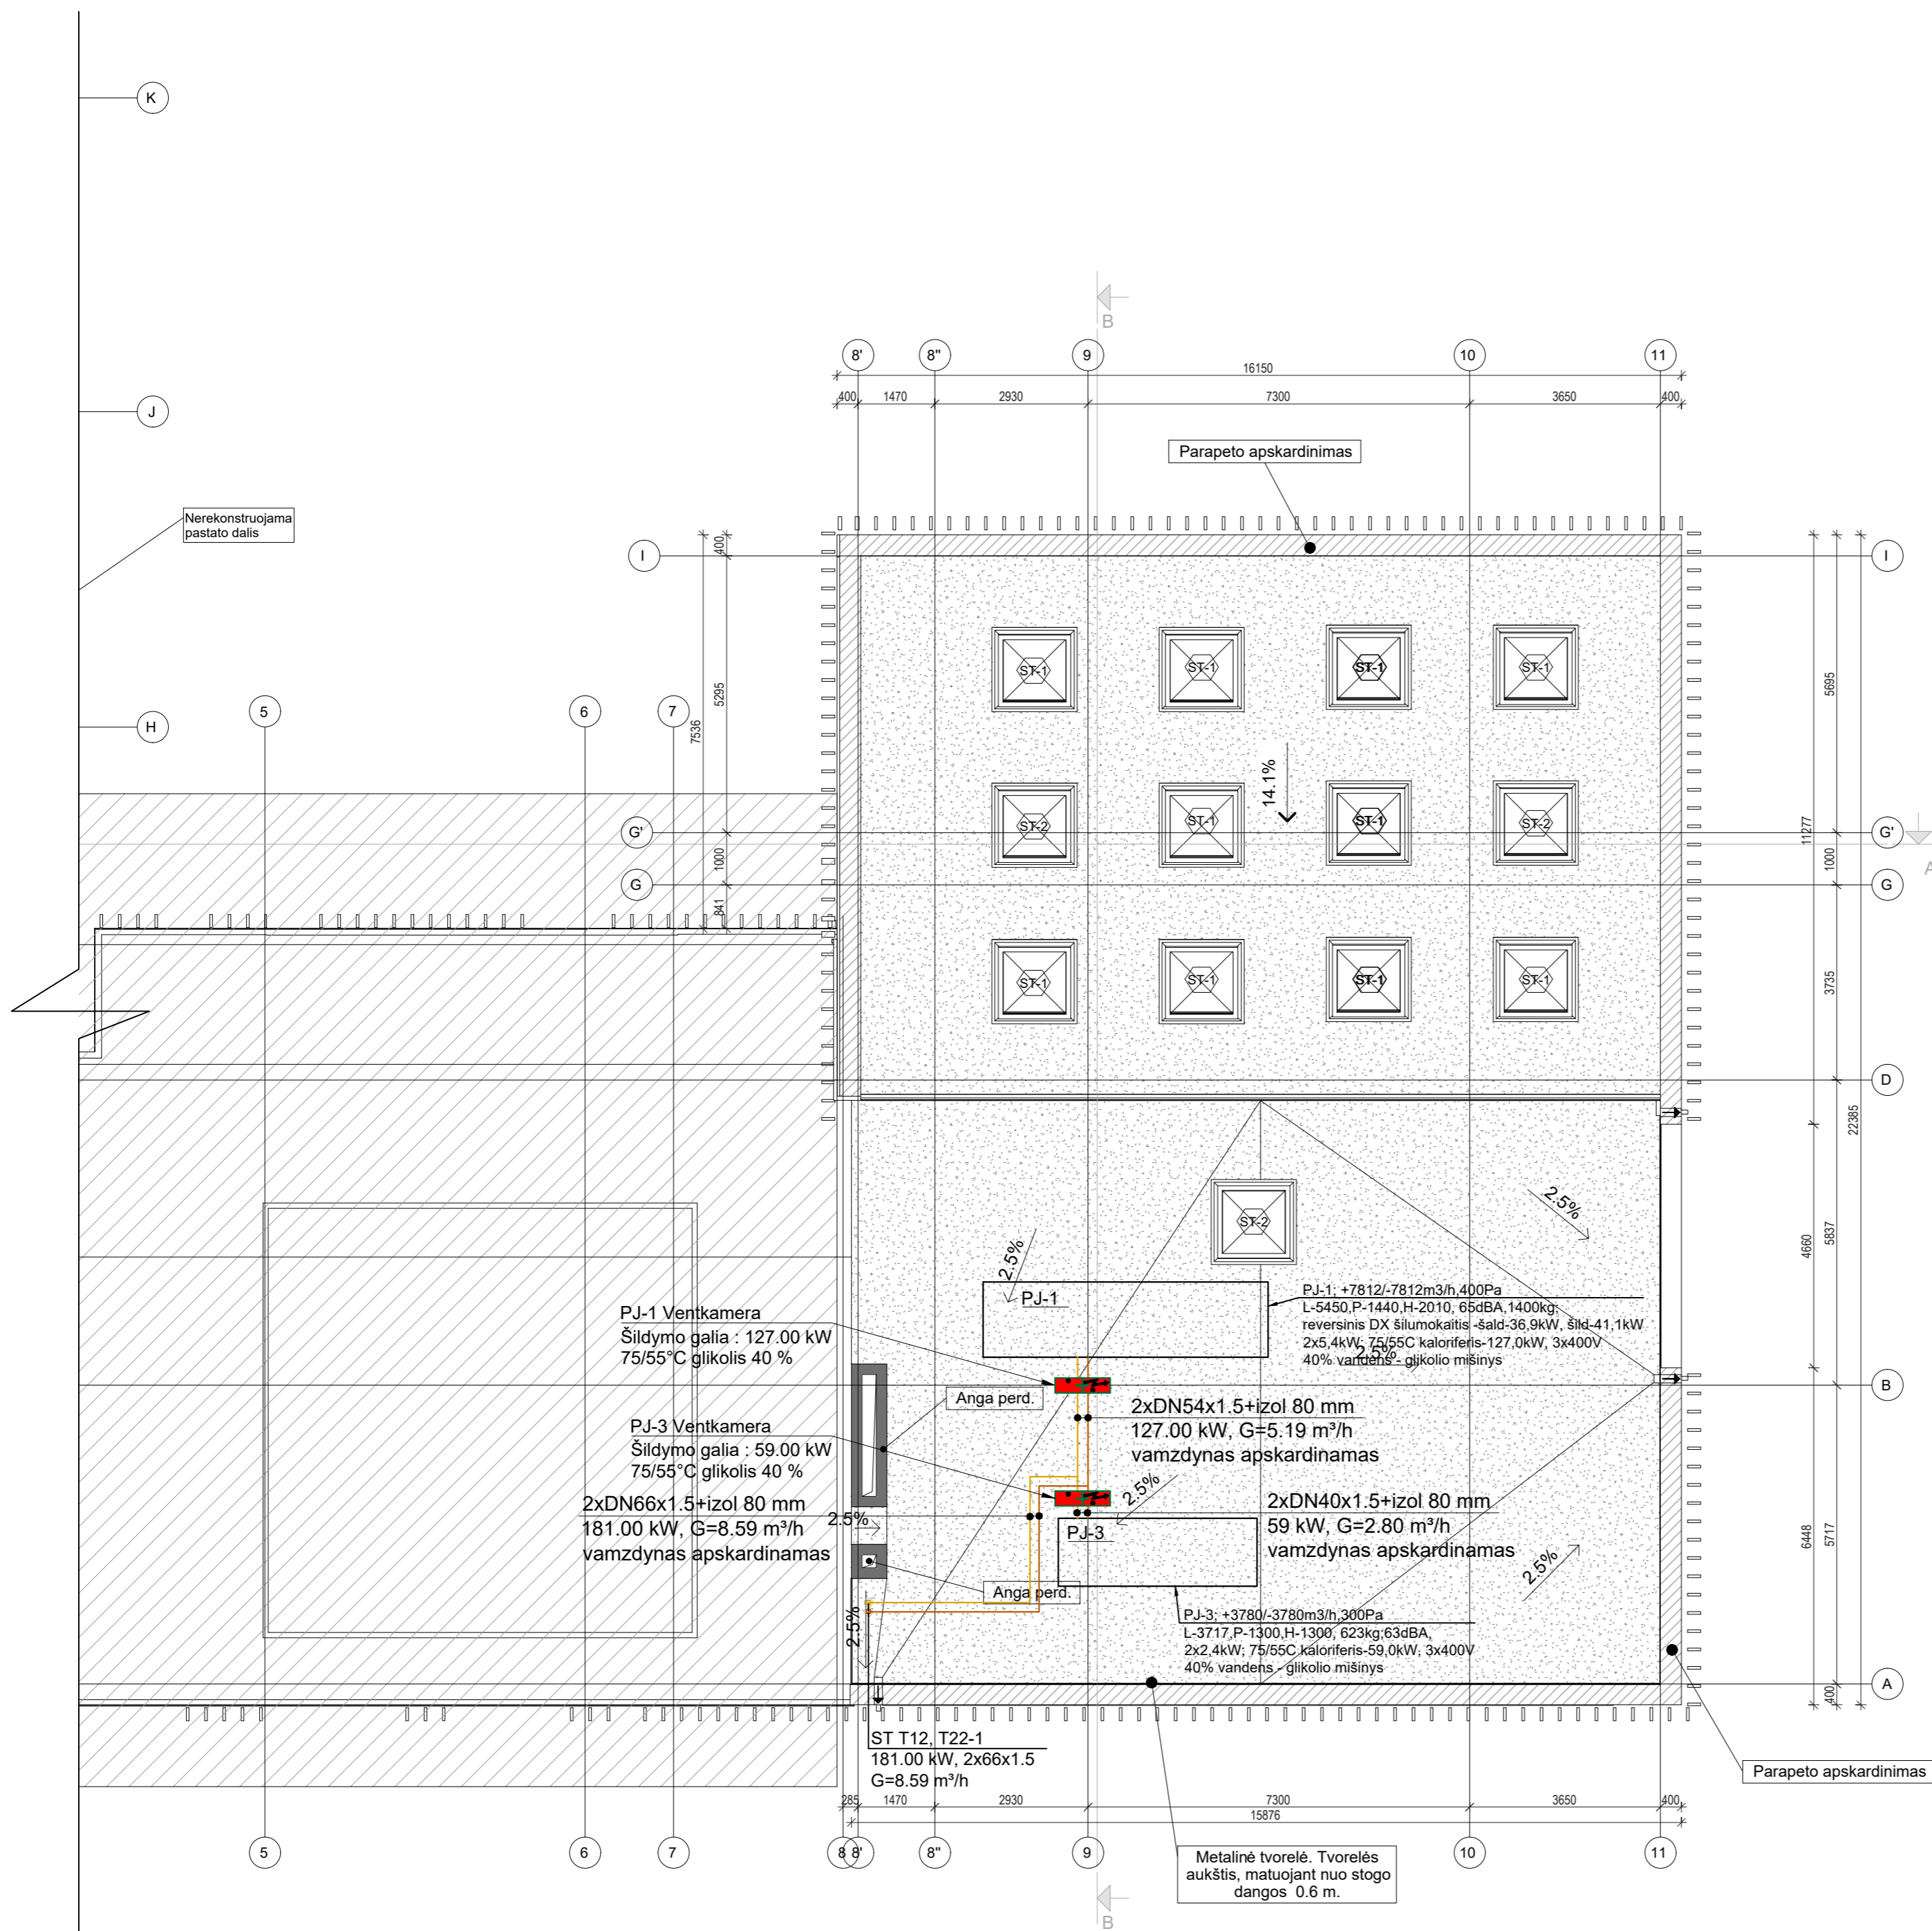 K
J
H
B
8'
8"
9
10
11
16150
400
1470
2930
7300
3650
400
Parapeto apskardinimas
Nerekonstruojama
pastato dalis
I
I
400
5295
7536
1000
841
5695
11277
1000
3735
22385
5
6
7
ST-1
ST-1
ST-1
ST-1
14.1%
G'
G'
A
G
G
ST-2
ST-1
ST-1
ST-2
ST-1
ST-1
ST-1
ST-1
D
ST-2
2.5%
2.5%
4660
5837
PJ-1
PJ-1; +7812/-7812m3/h,400Pa
L-5450,P-1440,H-2010, 65dBA,1400kg;
reversinis DX šilumokaitis -šald-36,9kW, šild-41,1kW
2x5,4kW; 75/55C kaloriferis-127,0kW, 3x400V
40% vandens - glikolio mišinys
2.5%
PJ-1 Ventkamera
Šildymo galia : 127.00 kW
75/55°C glikolis 40 %
B
Anga perd.
2xDN54x1.5+izol 80 mm
127.00 kW, G=5.19 m³/h
vamzdynas apskardinamas
PJ-3 Ventkamera
Šildymo galia : 59.00 kW
75/55°C glikolis 40 %
2.5%
2xDN66x1.5+izol 80 mm
181.00 kW, G=8.59 m³/h
vamzdynas apskardinamas
2.5%
2xDN40x1.5+izol 80 mm
59 kW, G=2.80 m³/h
vamzdynas apskardinamas
PJ-3
6448
5717
2.5%
Anga perd.
2.5%
PJ-3; +3780/-3780m3/h,300Pa
L-3717,P-1300,H-1300, 623kg;63dBA,
2x2,4kW; 75/55C kaloriferis-59,0kW, 3x400V
40% vandens - glikolio mišinys
A
400
ST T12, T22-1
181.00 kW, 2x66x1.5
G=8.59 m³/h
Parapeto apskardinimas
285
1470
2930
7300
3650
400
15876
5
6
7
8
8'
8"
9
10
11
Metalinė tvorelė. Tvorelės
aukštis, matuojant nuo stogo
dangos 0.6 m.
B